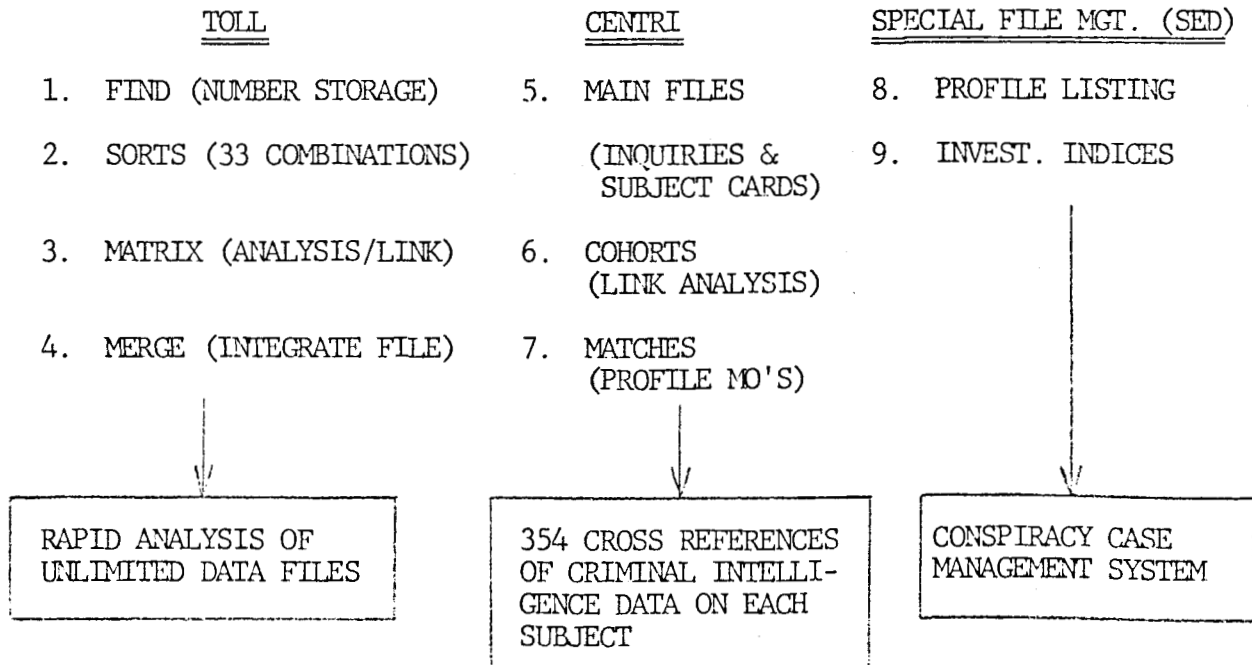 TOLL
1. FIND (NUMBER STORAGE)
2. SORTS (33 COMBINATIONS)
3. MATRIX (ANALYSIS/LINK)
4. MERGE (INTEGRATE FILE)
RAPID ANALYSIS OF
UNLIMITED DATA FILES
CENTRI
5. MAIN FILES
(INQUIRIES &
SUBJECT CARDS)
6. COHORTS
(LINK ANALYSIS)
7. MATCHES
(PROFILE MO'S)
354 CROSS REFERENCES
OF CRIMINAL INTELLI-
GENCE DATA ON EACH
SUBJECT
SPECIAL FILE MGT. (SED)
8. PROFILE LISTING
9. INVEST. INDICES
CONSPIRACY CASE
MANAGEMENT SYSTEM